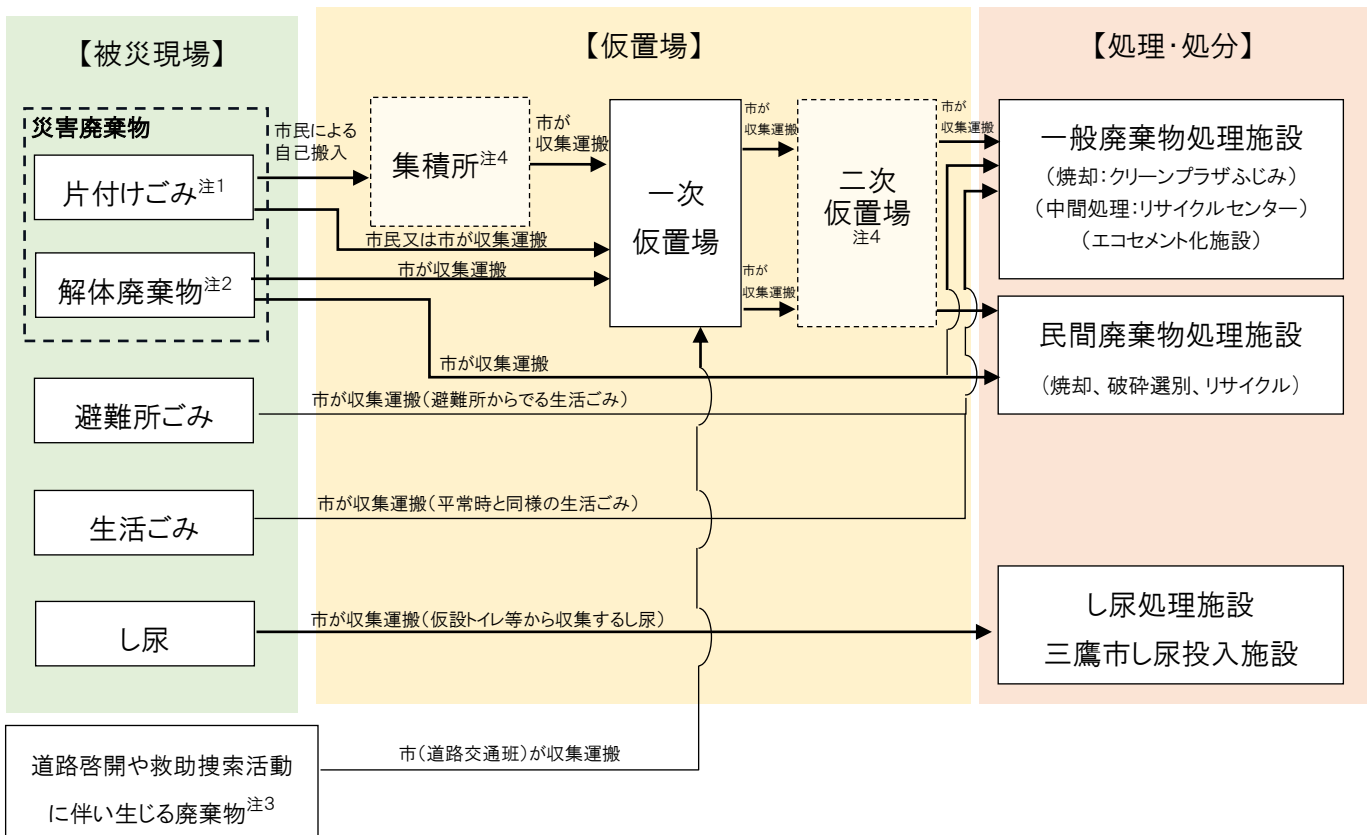 【被災現場】
【仮置場】
【処理・処分】
災害廃棄物
片付けごみ注1
解体廃棄物注2
避難所ごみ
生活ごみ
し尿
道路啓開や救助捜索活動
に伴い生じる廃棄物注3
市民による
自己搬入
集積所注4
市が
収集運搬
一次
仮置場
市が
収集運搬
二次
仮置場
注4
市が
収集運搬
市が
収集運搬
市民又は市が収集運搬
市が収集運搬
市が収集運搬
市が収集運搬(避難所からでる生活ごみ)
市が収集運搬(平常時と同様の生活ごみ)
市が収集運搬(仮設トイレ等から収集するし尿)
市(道路交通班)が収集運搬
一般廃棄物処理施設
(焼却:クリーンプラザふじみ)
(中間処理:リサイクルセンター)
(エコセメント化施設)
民間廃棄物処理施設
(焼却、破砕選別、リサイクル)
し尿処理施設
三鷹市し尿投入施設